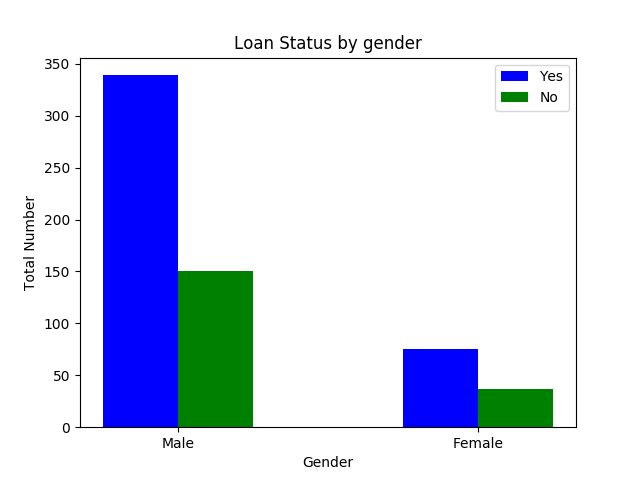 Loan Status by gender
Yes
No
350
300
250
200
150
100
50
0
Total Number
Male
Female
Gender